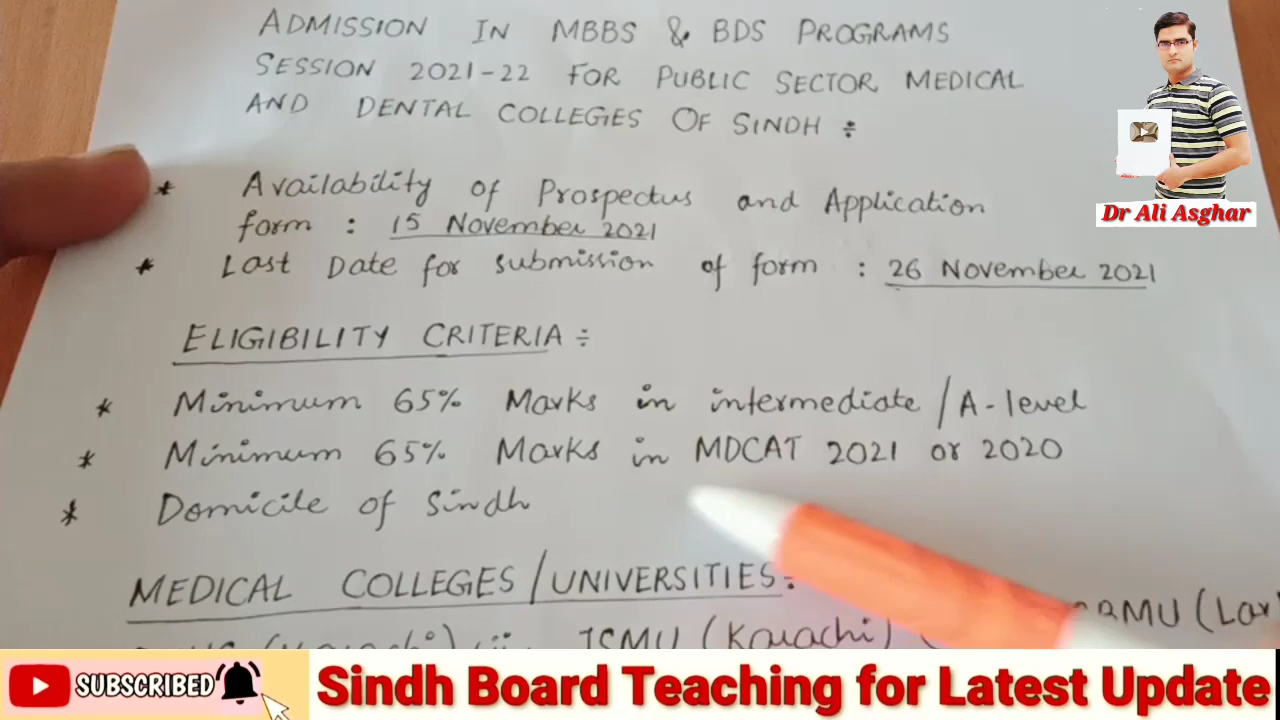 ADMISSION IN MBBS & BDS PROGRAMS
SESSION 2021-22 FOR PUBLIC SECTOR MEDICAL
AND DENTAL COLLEGIES OF SINDH ÷
* Availability of Prospectus and Application
form : 15 November 2021
* Last Date for submission of form : 26 November 2021
ELIGIBILITY CRITERIA ÷
* Minimum 65% Marks in intermediate / A-level
* Minimum 65% Marks in MDCAT 2021 or 2020
* Domicile of Sindh
MEDICAL COLLEGES / UNIVERSITIES
JSMU (Karachi)
Dr Ali Asghar
SUBSCRIBED
Sindh Board Teaching for Latest Update